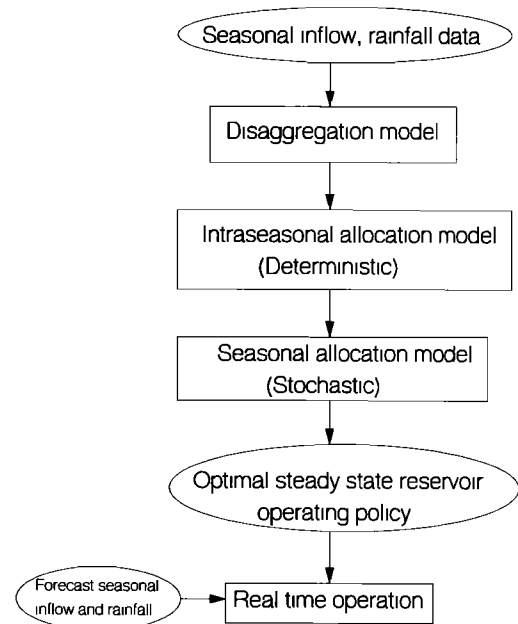 Seasonal inflow, rainfall data
Disaggregation model
Intraseasonal allocation model
(Deterministic)
Seasonal allocation model
(Stochastic)
Optimal steady state reservoir
operating policy
Forecast seasonal
inflow and rainfall
Real time operation